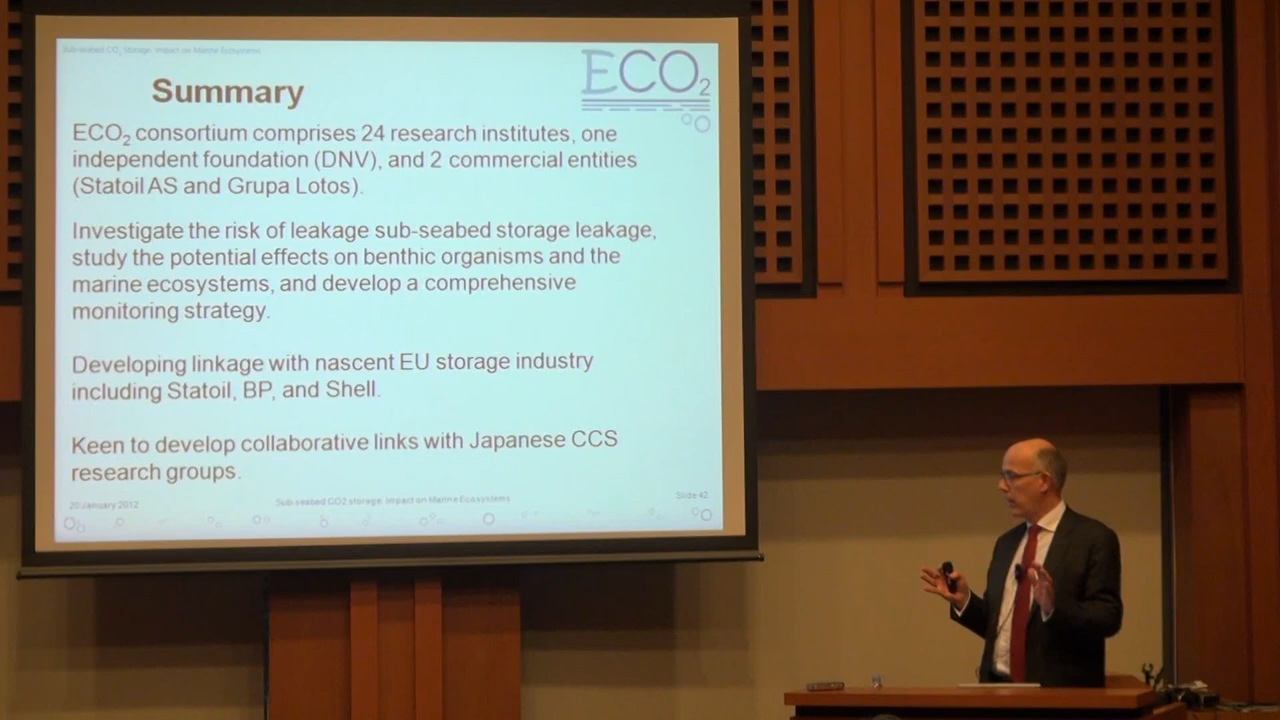 Sub-seabed CO₂ Storage: Impact on Marine Ecosystems
ECO₂
Summary
ECO₂ consortium comprises 24 research institutes, one
independent foundation (DNV), and 2 commercial entities
(Statoil AS and Grupa Lotos).
Investigate the risk of leakage sub-seabed storage leakage,
study the potential effects on benthic organisms and the
marine ecosystems, and develop a comprehensive
monitoring strategy.
Developing linkage with nascent EU storage industry
including Statoil, BP, and Shell.
Keen to develop collaborative links with Japanese CCS
research groups.
20 January 2012
Sub-seabed CO2 storage: Impact on Marine Ecosystems
Slide 42